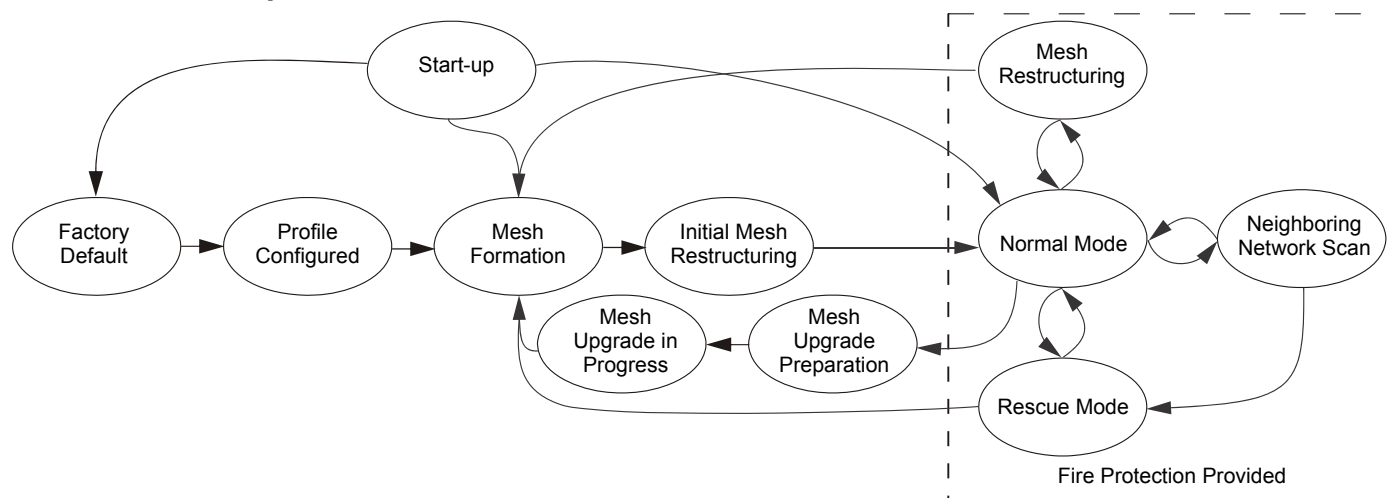 Start-up
Mesh
Restructuring
Factory
Default
Profile
Configured
Mesh
Formation
Initial Mesh
Restructuring
Normal Mode
Neighboring
Network Scan
Mesh
Upgrade in
Progress
Mesh
Upgrade
Preparation
Rescue Mode
Fire Protection Provided